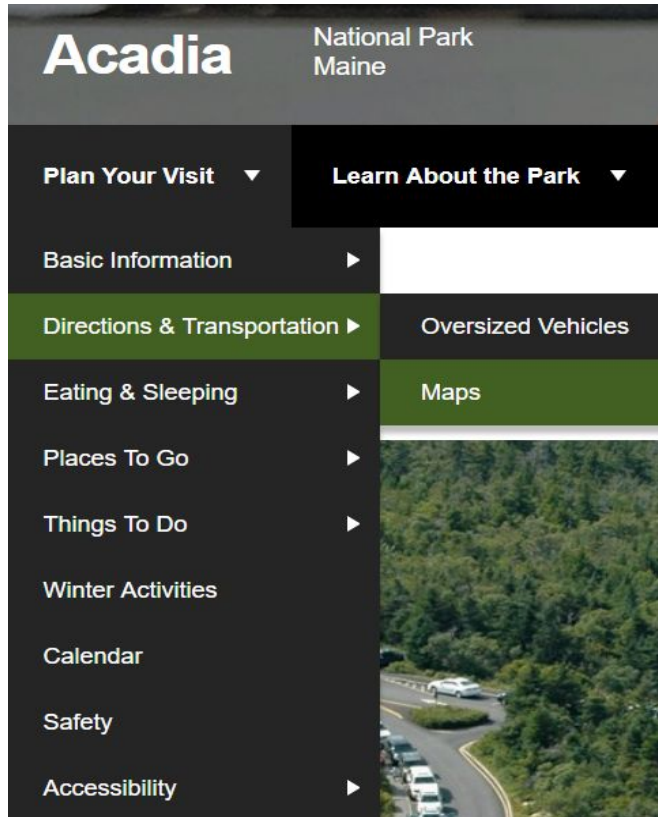 Acadia
National Park
Maine
Plan Your Visit
Learn About the Park
Basic Information
Directions & Transportation
Oversized Vehicles
Eating & Sleeping
Maps
Places To Go
Things To Do
Winter Activities
Calendar
Safety
Accessibility